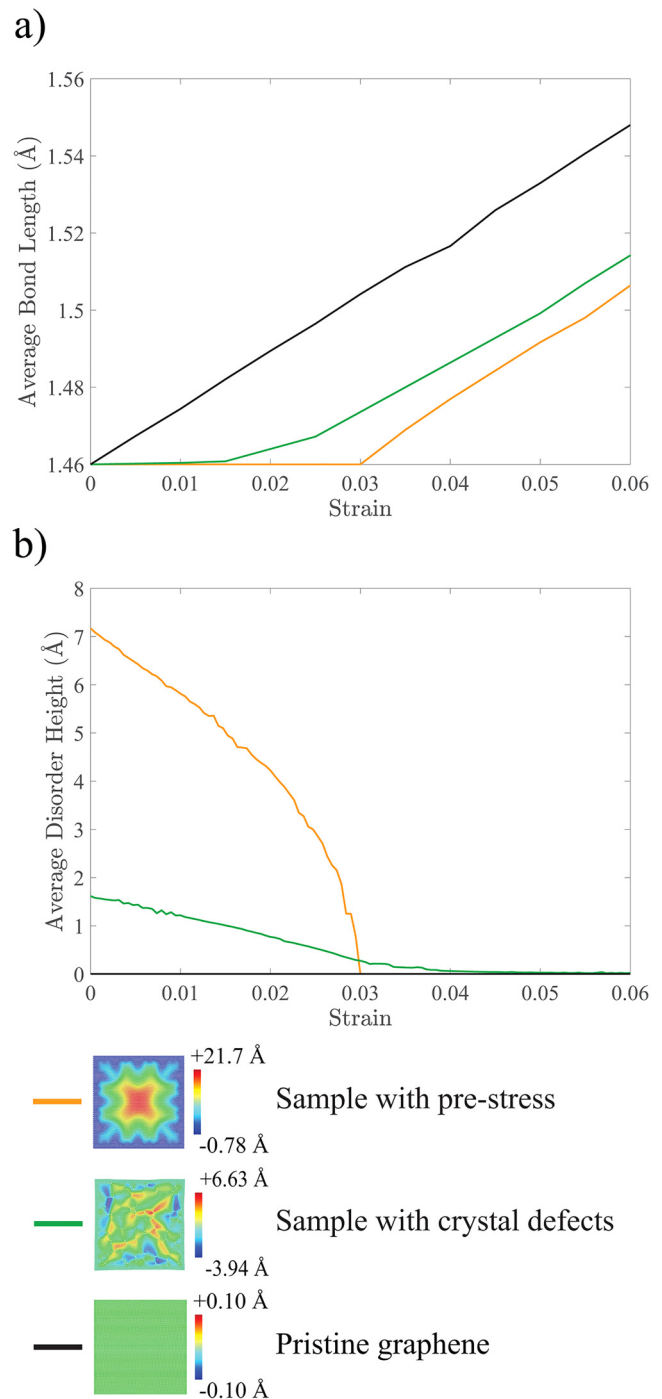 a)
1.56
1.54
1.52
1.5
1.48
1.46
Average Bond Length (Å)
0 0.01 0.02 0.03 0.04 0.05 0.06
Strain
b)
8
7
6
5
4
3
2
1
0
Average Disorder Height (Å)
0 0.01 0.02 0.03 0.04 0.05 0.06
Strain
+21.7 Å
Sample with pre-stress
-0.78 Å
+6.63 Å
Sample with crystal defects
-3.94 Å
+0.10 Å
Pristine graphene
-0.10 Å